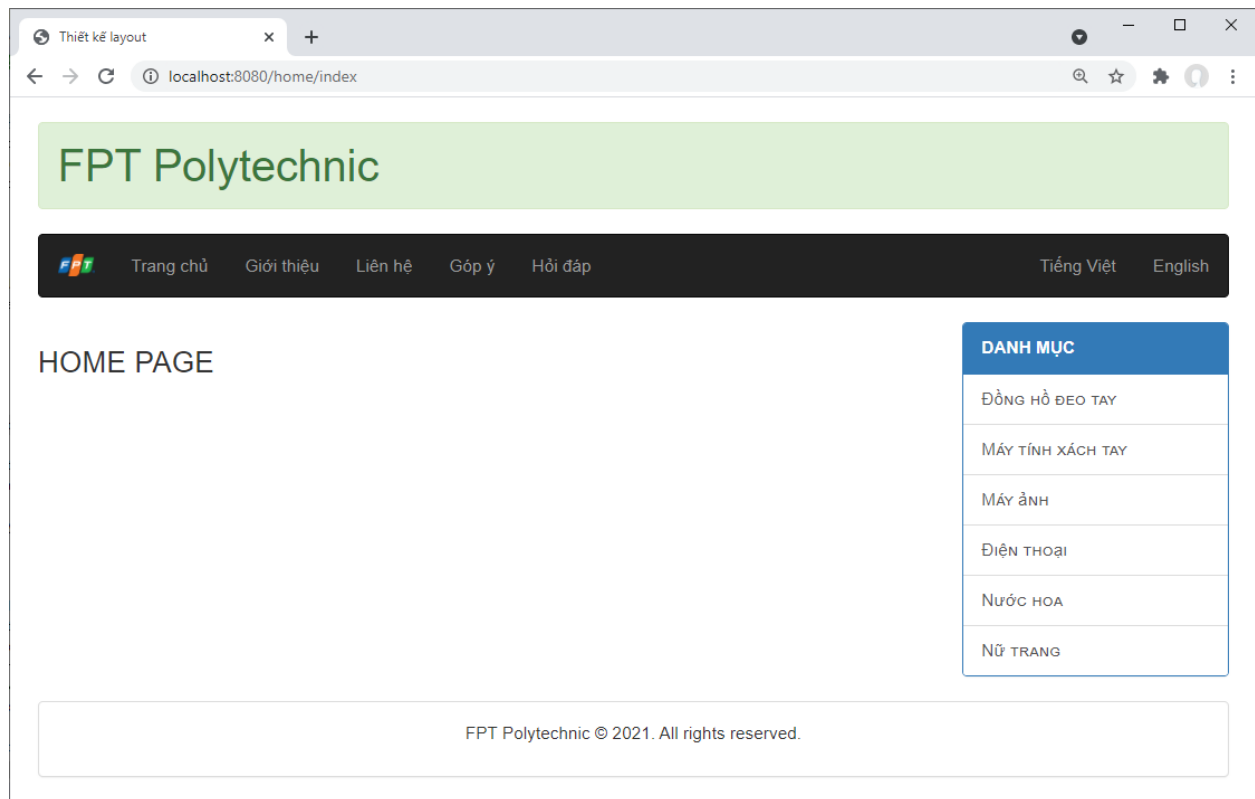 Thiết kế layout
localhost:8080/home/index
FPT Polytechnic
FPT Trang chủ Giới thiệu Liên hệ Góp ý Hỏi đáp Tiếng Việt English
HOME PAGE
DANH MỤC
Đồng hồ đeo tay
Máy tính xách tay
Máy ảnh
Điện thoại
Nước hoa
Nữ trang
FPT Polytechnic © 2021. All rights reserved.